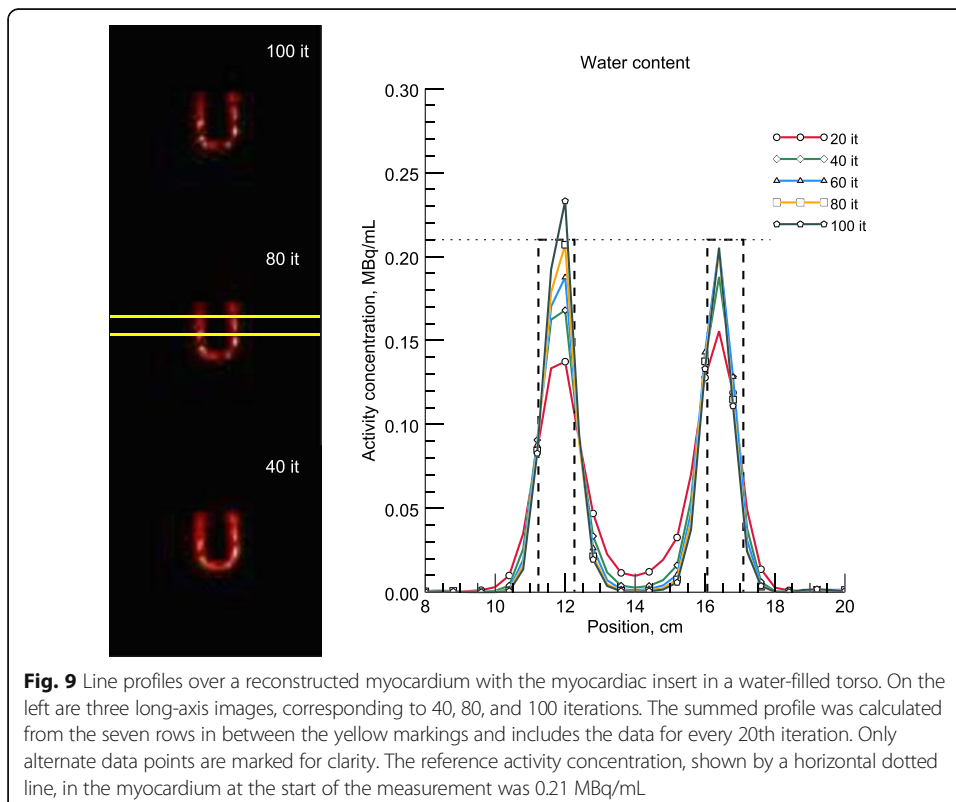 100 it
80 it
40 it
Water content
Activity concentration, MBq/mL
0.30
0.25
0.20
0.15
0.10
0.05
0.00
8
10
12
14
16
18
20
Position, cm
20 it
40 it
60 it
80 it
100 it
Fig. 9 Line profiles over a reconstructed myocardium with the myocardiac insert in a water-filled torso. On the
left are three long-axis images, corresponding to 40, 80, and 100 iterations. The summed profile was calculated
from the seven rows in between the yellow markings and includes the data for every 20th iteration. Only
alternate data points are marked for clarity. The reference activity concentration, shown by a horizontal dotted
line, in the myocardium at the start of the measurement was 0.21 MBq/mL